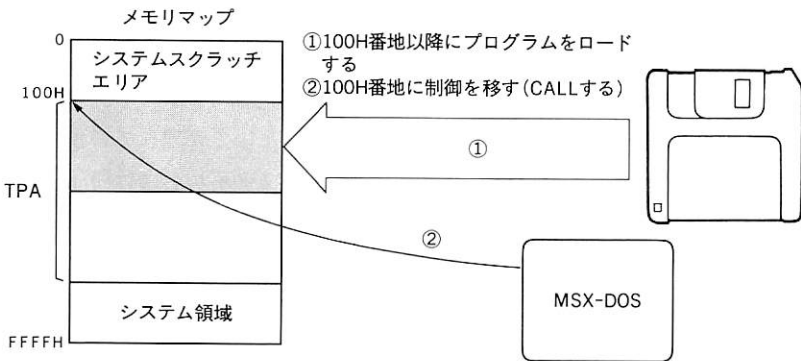 メモリマップ
0
システムスクラッチ
エリア
100H
TPA
システム領域
FFFFH
①100H番地以降にプログラムをロード
する
②100H番地に制御を移す(CALLする)
①
②
MSX-DOS